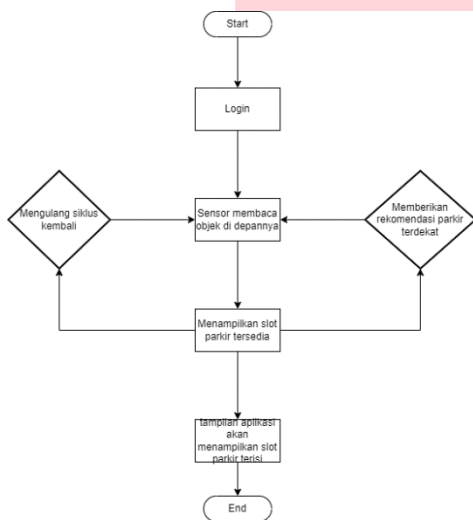 Start
Login
Mengulang siklus
kembali
Sensor membaca
objek di depannya
Memberikan
rekomendasi parkir
terdekat
Menampilkan slot
parkir tersedia
tampilan aplikasi
akan
menampilkan slot
parkir terisi
End